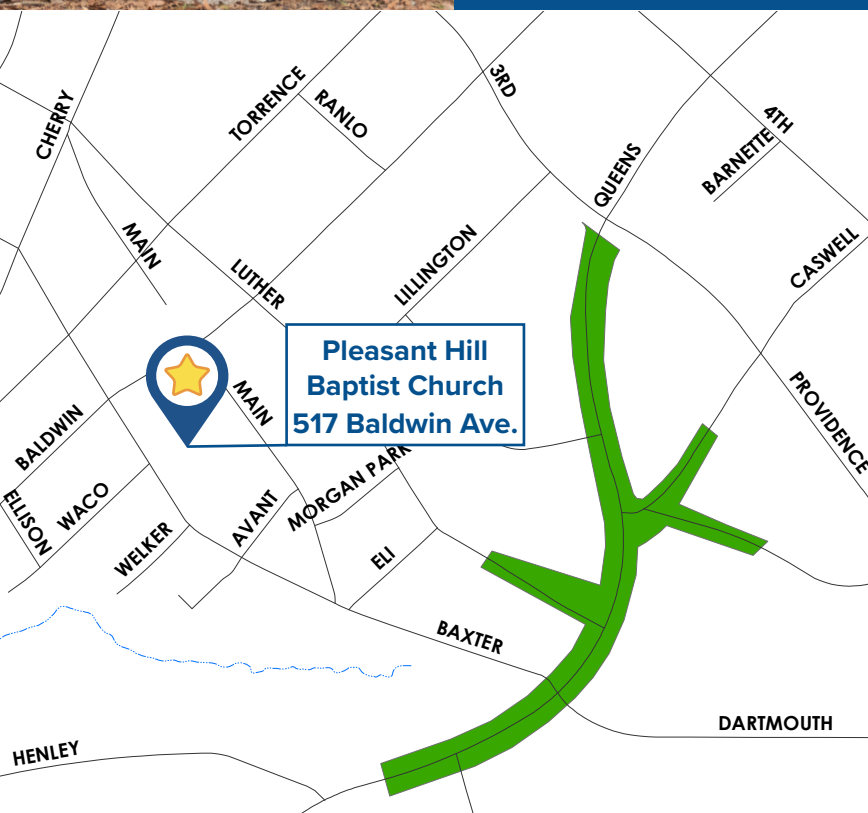 CHERRY
TORRENCE
RANLO
3RD
QUEENS
4TH
BARNETTE
CASWELL
MAIN
LUTHER
LILLINGTON
Pleasant Hill
Baptist Church
517 Baldwin Ave.
MAIN
PROVIDENCE
BALDWIN
ELLISON
WACO
WELKER
AVANT
MORGAN PARK
ELI
BAXTER
DARTMOUTH
HENLEY